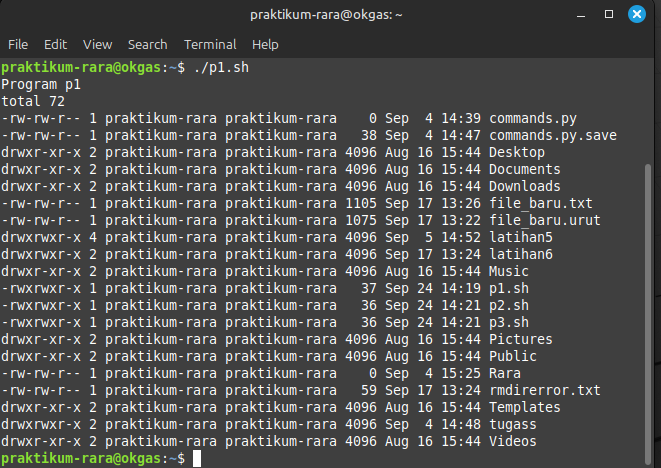 praktikum-rara@okgas: ~
File Edit View Search Terminal Help
praktikum-rara@okgas:~$ ./p1.sh
Program p1
total 72
-rw-rw-r-- 1 praktikum-rara praktikum-rara    0 Sep  4 14:39 commands.py
-rw-rw-r-- 1 praktikum-rara praktikum-rara   38 Sep  4 14:47 commands.py.save
drwxr-xr-x 2 praktikum-rara praktikum-rara 4096 Aug 16 15:44 Desktop
drwxr-xr-x 2 praktikum-rara praktikum-rara 4096 Aug 16 15:44 Documents
drwxr-xr-x 2 praktikum-rara praktikum-rara 4096 Aug 16 15:44 Downloads
-rw-rw-r-- 1 praktikum-rara praktikum-rara 1105 Sep 17 13:26 file_baru.txt
-rw-rw-r-- 1 praktikum-rara praktikum-rara 1075 Sep 17 13:22 file_baru.urut
drwxrwxr-x 4 praktikum-rara praktikum-rara 4096 Sep  5 14:52 latihan5
drwxrwxr-x 2 praktikum-rara praktikum-rara 4096 Sep 17 13:24 latihan6
drwxr-xr-x 2 praktikum-rara praktikum-rara 4096 Aug 16 15:44 Music
-rwxrwxr-x 1 praktikum-rara praktikum-rara   37 Sep 24 14:19 p1.sh
-rwxrwxr-x 1 praktikum-rara praktikum-rara   36 Sep 24 14:21 p2.sh
-rwxrwxr-x 1 praktikum-rara praktikum-rara   36 Sep 24 14:21 p3.sh
drwxr-xr-x 2 praktikum-rara praktikum-rara 4096 Aug 16 15:44 Pictures
drwxr-xr-x 2 praktikum-rara praktikum-rara 4096 Aug 16 15:44 Public
-rw-rw-r-- 1 praktikum-rara praktikum-rara    0 Sep  4 15:25 Rara
-rw-rw-r-- 1 praktikum-rara praktikum-rara   59 Sep 17 13:24 rmdirerror.txt
drwxr-xr-x 2 praktikum-rara praktikum-rara 4096 Aug 16 15:44 Templates
drwxrwxr-x 2 praktikum-rara praktikum-rara 4096 Sep  4 14:48 tugass
drwxr-xr-x 2 praktikum-rara praktikum-rara 4096 Aug 16 15:44 Videos
praktikum-rara@okgas:~$